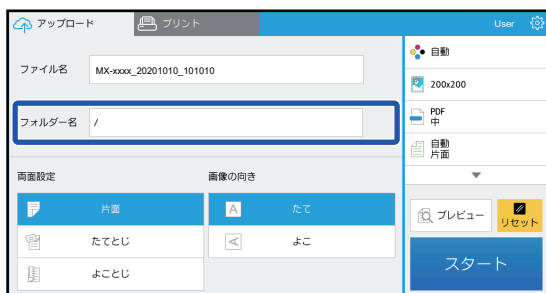 アップロード
プリント
User
ファイル名
MX-xxxx_20201010_101010
フォルダー名
/
両面設定
画像の向き
片面
たてとじ
よことじ
A
たて
A
よこ
自動
200x200
PDF
中
自動
片面
プレビュー
リセット
スタート